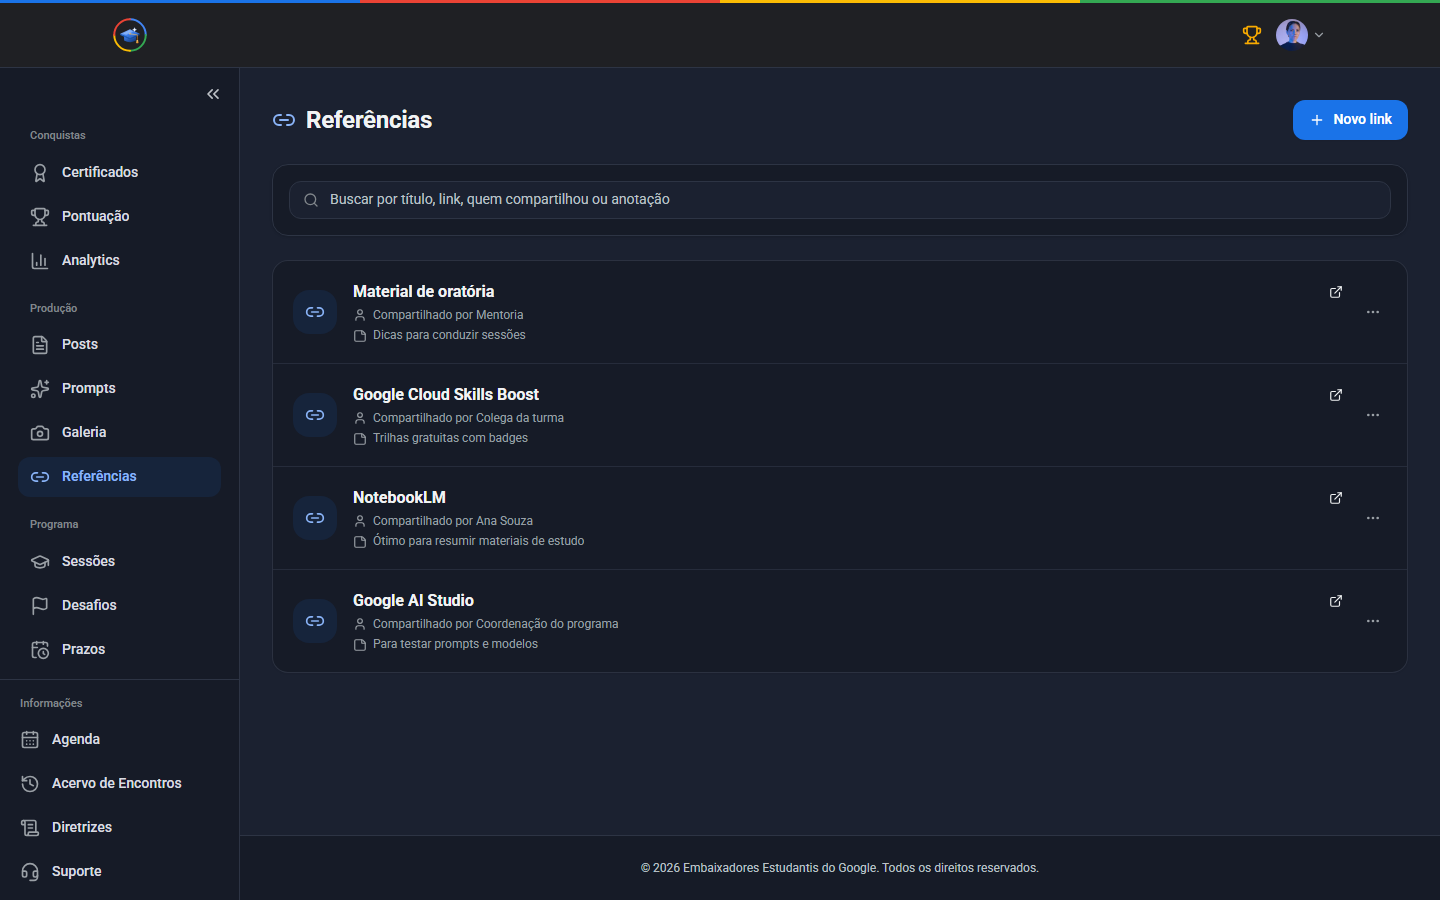 Conquistas
Certificados
Pontuação
Analytics
Produção
Posts
Prompts
Galeria
Referências
Programa
Sessões
Desafios
Prazos
Informações
Agenda
Acervo de Encontros
Diretrizes
Suporte
Referências
Novo link
Buscar por título, link, quem compartilhou ou anotação
Material de oratória
Compartilhado por Mentoria
Dicas para conduzir sessões
Google Cloud Skills Boost
Compartilhado por Colega da turma
Trilhas gratuitas com badges
NotebookLM
Compartilhado por Ana Souza
Ótimo para resumir materiais de estudo
Google AI Studio
Compartilhado por Coordenação do programa
Para testar prompts e modelos
© 2026 Embaixadores Estudantis do Google. Todos os direitos reservados.